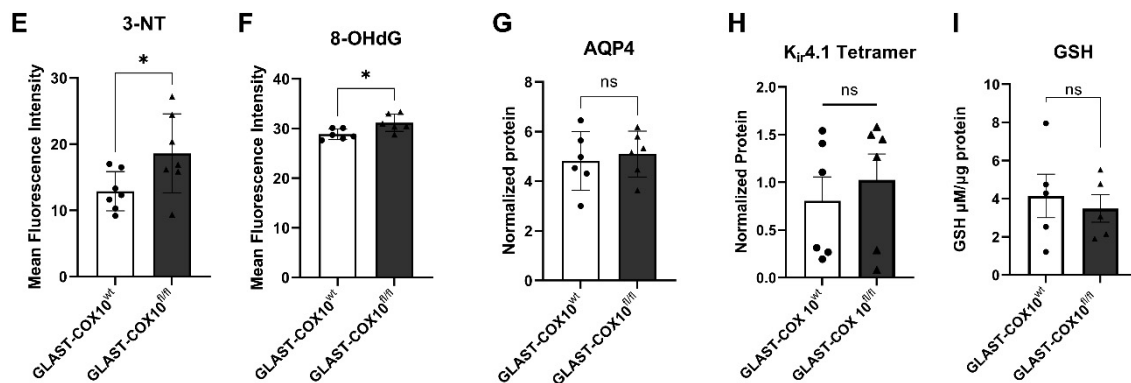 E
3-NT
*
Mean Fluorescence Intensity
30
20
10
0
GLAST-COX10ʷᵗ
GLAST-COX10ᶠˡ/ᶠˡ
F
8-OHdG
*
Mean Fluorescence Intensity
40
30
20
10
0
GLAST-COX10ʷᵗ
GLAST-COX10ᶠˡ/ᶠˡ
G
AQP4
ns
Normalized protein
8
6
4
2
0
GLAST-COX10ʷᵗ
GLAST-COX10ᶠˡ/ᶠˡ
H
Kᵢᵣ4.1 Tetramer
ns
Normalized Protein
2.0
1.5
1.0
0.5
0.0
GLAST-COX 10ʷᵗ
GLAST-COX 10ᶠˡ/ᶠˡ
I
GSH
ns
GSH µM/µg protein
10
8
6
4
2
0
GLAST-COX10ʷᵗ
GLAST-COX10ᶠˡ/ᶠˡ